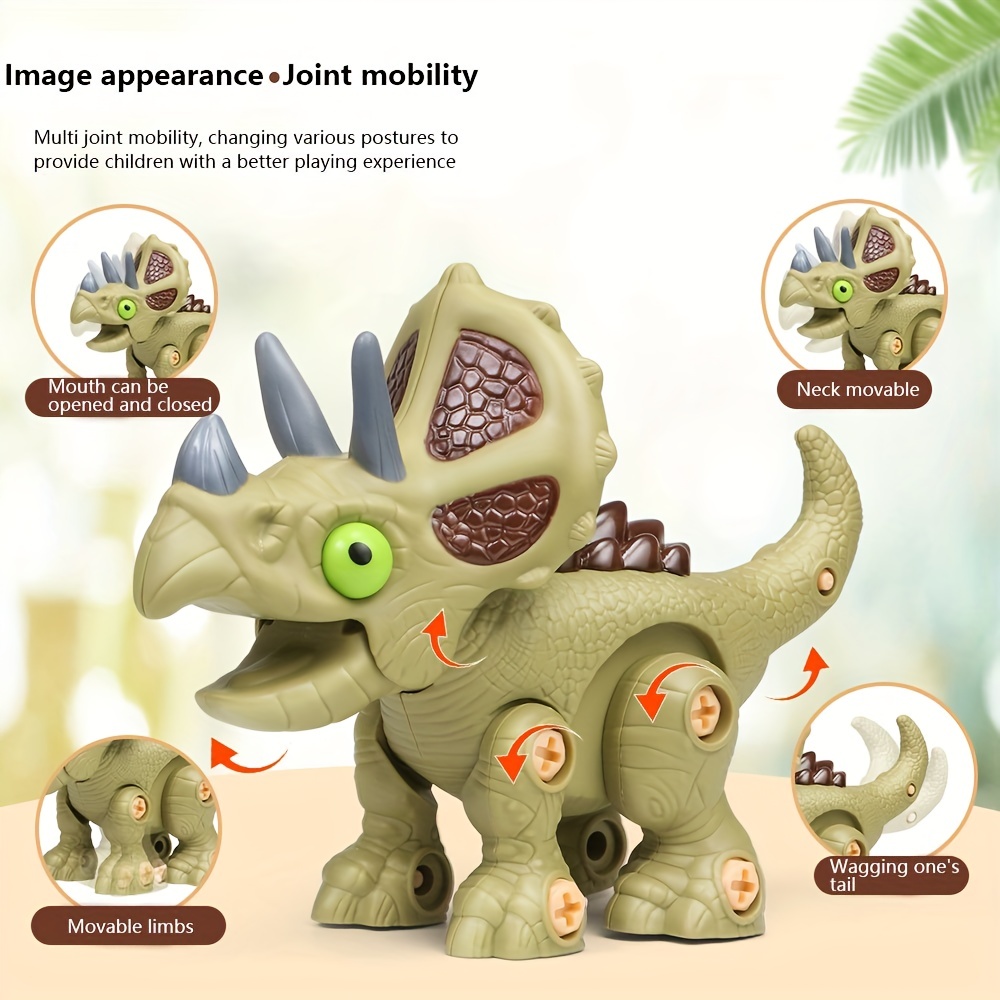 Image appearance•Joint mobility
Multi joint mobility, changing various postures to
provide children with a better playing experience
Mouth can be
opened and closed
Neck movable
Wagging one's
tail
Movable limbs